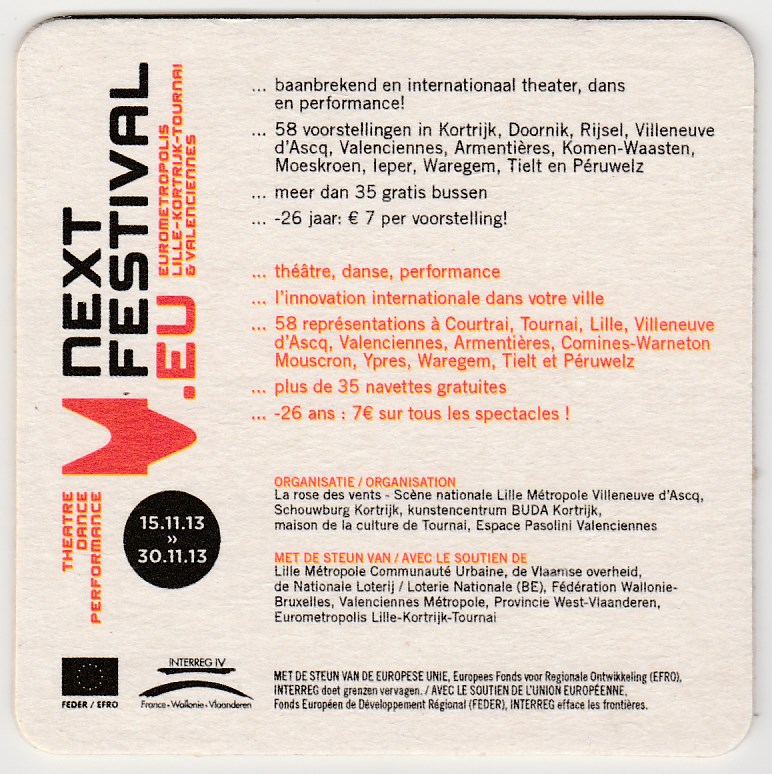 NEXT
FESTIVAL
.EU
EUROMETROPOLIS
LILLE-KORTRIJK-TOURNAI
& VALENCIENNES
THEATRE
DANCE
PERFORMANCE
15.11.13
»
30.11.13
... baanbrekend en internationaal theater, dans
en performance!
... 58 voorstellingen in Kortrijk, Doornik, Rijsel, Villeneuve
d'Ascq, Valenciennes, Armentières, Komen-Waasten,
Moeskroen, Ieper, Waregem, Tielt en Péruwelz
... meer dan 35 gratis bussen
... -26 jaar: € 7 per voorstelling!
... théâtre, danse, performance
... l'innovation internationale dans votre ville
... 58 représentations à Courtrai, Tournai, Lille, Villeneuve
d'Ascq, Valenciennes, Armentières, Comines-Warneton
Mouscron, Ypres, Waregem, Tielt et Péruwelz
... plus de 35 navettes gratuites
... -26 ans : 7€ sur tous les spectacles !
ORGANISATIE / ORGANISATION
La rose des vents - Scène nationale Lille Métropole Villeneuve d'Ascq,
Schouwburg Kortrijk, kunstencentrum BUDA Kortrijk,
maison de la culture de Tournai, Espace Pasolini Valenciennes
MET DE STEUN VAN / AVEC LE SOUTIEN DE
Lille Métropole Communauté Urbaine, de Vlaamse overheid,
de Nationale Loterij / Loterie Nationale (BE), Fédération Wallonie-
Bruxelles, Valenciennes Métropole, Provincie West-Vlaanderen,
Eurometropolis Lille-Kortrijk-Tournai
FEDER / EFRO
INTERREG IV
France • Wallonie • Vlaanderen
MET DE STEUN VAN DE EUROPESE UNIE, Europees Fonds voor Regionale Ontwikkeling (EFRO),
INTERREG doet grenzen vervagen. / AVEC LE SOUTIEN DE L'UNION EUROPÉENNE,
Fonds Européen de Développement Régional (FEDER), INTERREG efface les frontières.